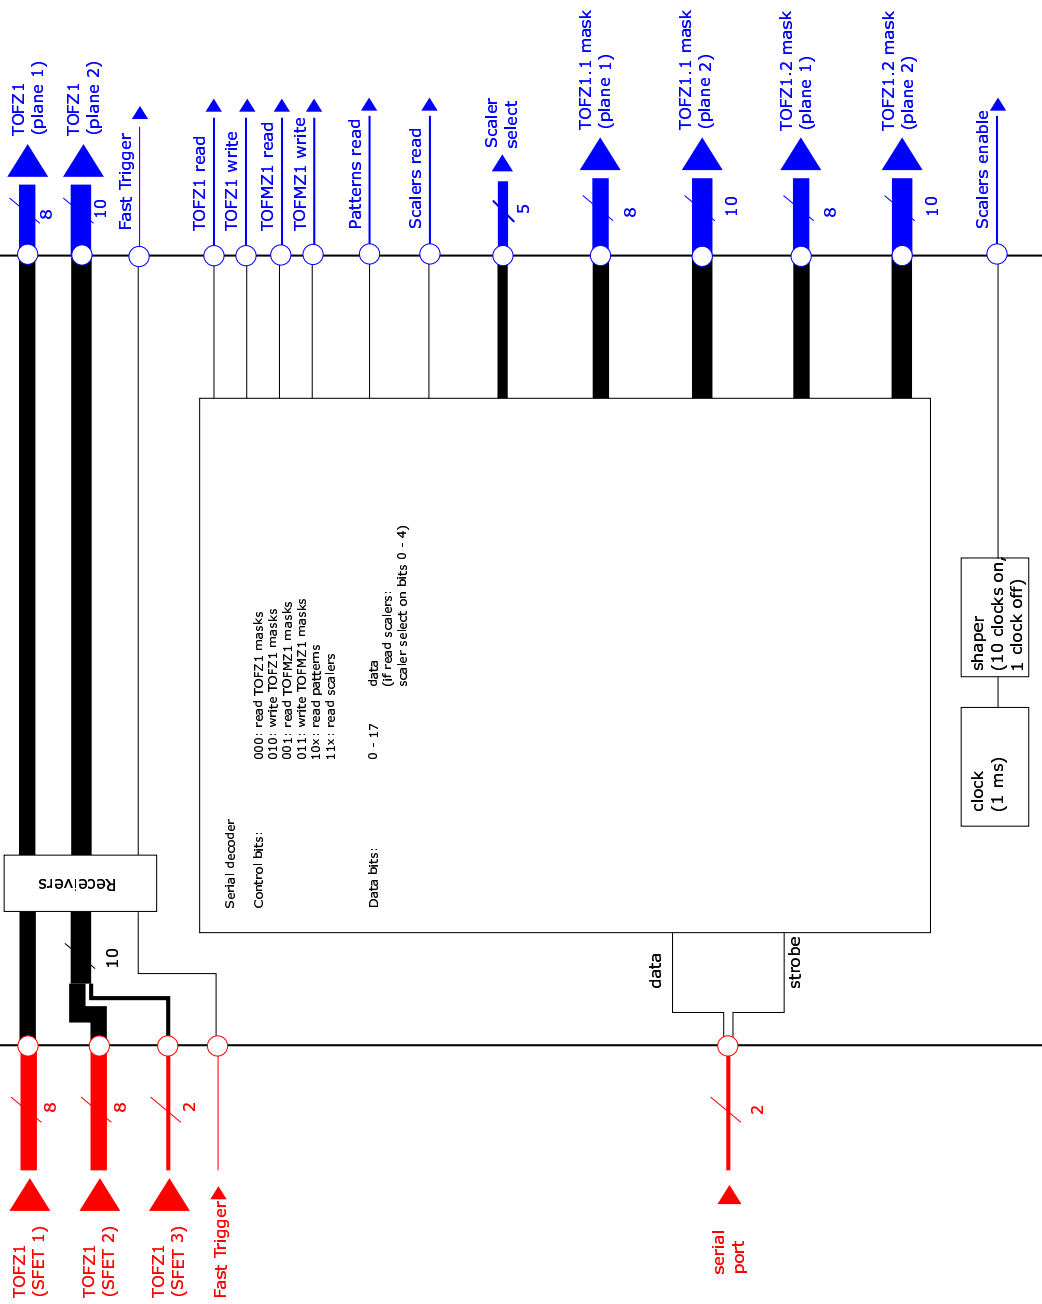 TOFZ1
(plane 1)
TOFZ1
(plane 2)
Fast Trigger
TOFZ1 read
TOFZ1 write
TOFMZ1 read
TOFMZ1 write
Patterns read
Scalers read
Scaler
select
TOFZ1.1 mask
(plane 1)
TOFZ1.1 mask
(plane 2)
TOFZ1.2 mask
(plane 1)
TOFZ1.2 mask
(plane 2)
Scalers enable
8
10
5
8
10
8
10
Serial decoder
Control bits:
000: read TOFZ1 masks
010: write TOFZ1 masks
001: read TOFMZ1 masks
011: write TOFMZ1 masks
10x: read patterns
11x: read scalers
Data bits:
0 - 17
data
(if read scalers:
scaler select on bits 0 - 4)
shaper
(10 clocks on,
1 clock off)
clock
(1 ms)
Receivers
10
data
strobe
8
8
2
2
TOFZ1
(SFET 1)
TOFZ1
(SFET 2)
TOFZ1
(SFET 3)
Fast Trigger
serial
port